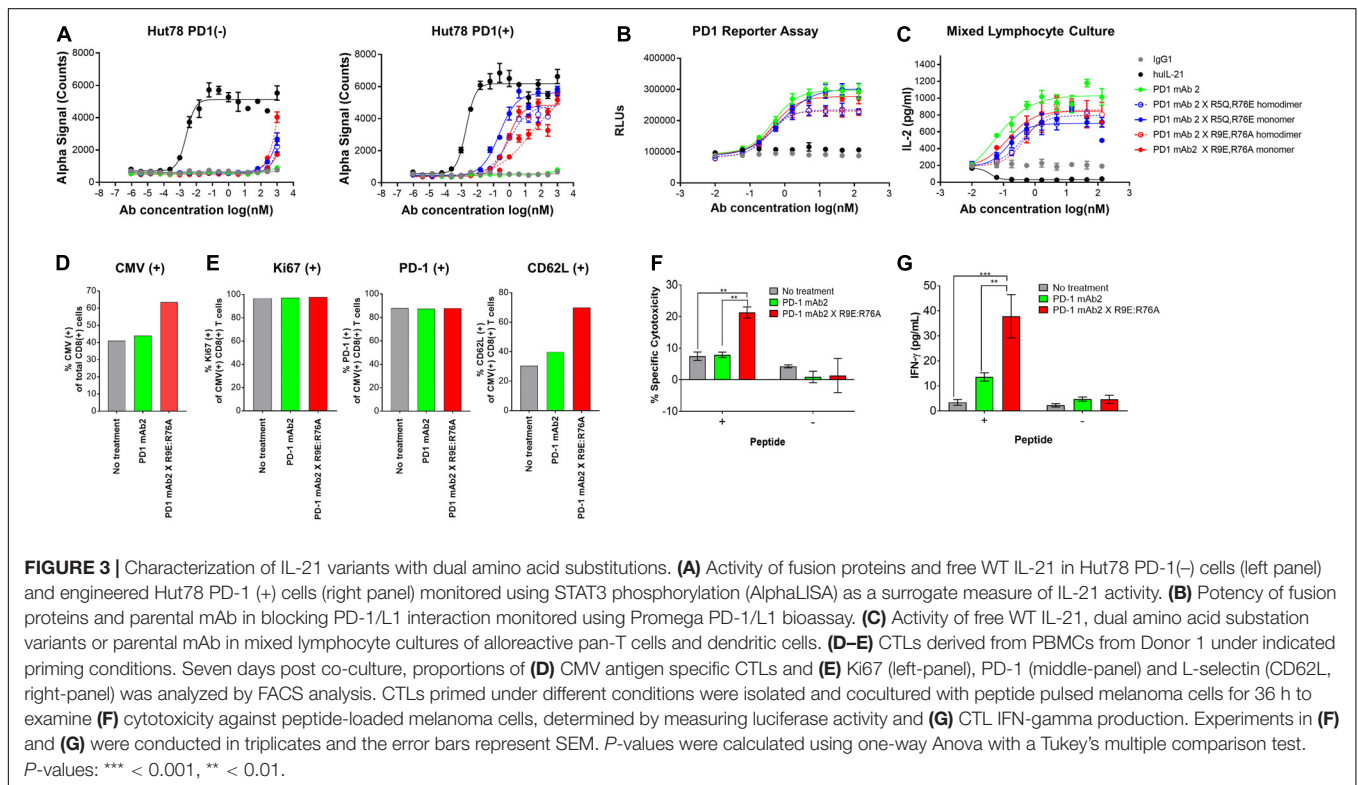 A
Hut78 PD1(-)
Alpha Signal (Counts)
8000
6000
4000
2000
0
-7 -6 -5 -4 -3 -2 -1 0 1 2 3 4
Ab concentration log(nM)
Hut78 PD1(+)
Alpha Signal (Counts)
8000
6000
4000
2000
0
-7 -6 -5 -4 -3 -2 -1 0 1 2 3 4
Ab concentration log(nM)
B
PD1 Reporter Assay
RLUs
400000
300000
200000
100000
0
-3 -2 -1 0 1 2 3
Ab concentration log(nM)
C
Mixed Lymphocyte Culture
IL-2 (pg/ml)
1400
1200
1000
800
600
400
200
0
-3 -2 -1 0 1 2 3
Ab concentration log(nM)
IgG1
huIL-21
PD1 mAb 2
PD1 mAb 2 X R5Q,R76E homodimer
PD1 mAb 2 X R5Q,R76E monomer
PD1 mAb 2 X R9E,R76A homodimer
PD1 mAb2 X R9E,R76A monomer
D
CMV (+)
% CMV (+)
of total CD8(+) cells
70
60
50
40
30
20
10
0
No treatment
PD1 mAb2
PD1 mAb2 X R9E:R76A
E
Ki67 (+)
% Ki67 (+)
of CMV(+) CD8(+) T cells
100
80
60
40
20
0
No treatment
PD-1 mAb2
PD-1 mAb2 X R9E:R76A
PD-1 (+)
% PD-1 (+)
of CMV(+) CD8(+) T cells
100
80
60
40
20
0
No treatment
PD-1 mAb2
PD-1 mAb2 X R9E:R76A
CD62L (+)
% CD62L (+)
of CMV(+) CD8(+) T cells
80
60
40
20
0
No treatment
PD-1 mAb2
PD-1 mAb2 X R9E:R76A
F
% Specific Cytotoxicity
30
20
10
0
-10
**
**
No treatment
PD-1 mAb2
PD-1 mAb2 X R9E:R76A
+ -
Peptide
G
IFN-γ (pg/mL)
50
40
30
20
10
0
***
**
No treatment
PD-1 mAb2
PD-1 mAb2 X R9E:R76A
+ -
Peptide
FIGURE 3 | Characterization of IL-21 variants with dual amino acid substitutions. (A) Activity of fusion proteins and free WT IL-21 in Hut78 PD-1(–) cells (left panel)
and engineered Hut78 PD-1 (+) cells (right panel) monitored using STAT3 phosphorylation (AlphaLISA) as a surrogate measure of IL-21 activity. (B) Potency of fusion
proteins and parental mAb in blocking PD-1/L1 interaction monitored using Promega PD-1/L1 bioassay. (C) Activity of free WT IL-21, dual amino acid substation
variants or parental mAb in mixed lymphocyte cultures of alloreactive pan-T cells and dendritic cells. (D–E) CTLs derived from PBMCs from Donor 1 under indicated
priming conditions. Seven days post co-culture, proportions of (D) CMV antigen specific CTLs and (E) Ki67 (left-panel), PD-1 (middle-panel) and L-selectin (CD62L,
right-panel) was analyzed by FACS analysis. CTLs primed under different conditions were isolated and cocultured with peptide pulsed melanoma cells for 36 h to
examine (F) cytotoxicity against peptide-loaded melanoma cells, determined by measuring luciferase activity and (G) CTL IFN-gamma production. Experiments in (F)
and (G) were conducted in triplicates and the error bars represent SEM. P-values were calculated using one-way Anova with a Tukey's multiple comparison test.
P-values: *** < 0.001, ** < 0.01.